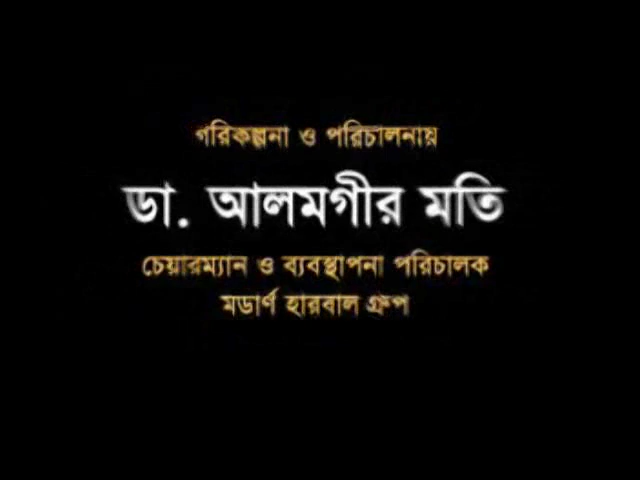 পরিকল্পনা ও পরিচালনায়
ডা. আলমগীর মতি
চেয়ারম্যান ও ব্যবস্থাপনা পরিচালক
মডার্ণ হারবাল গ্রুপ